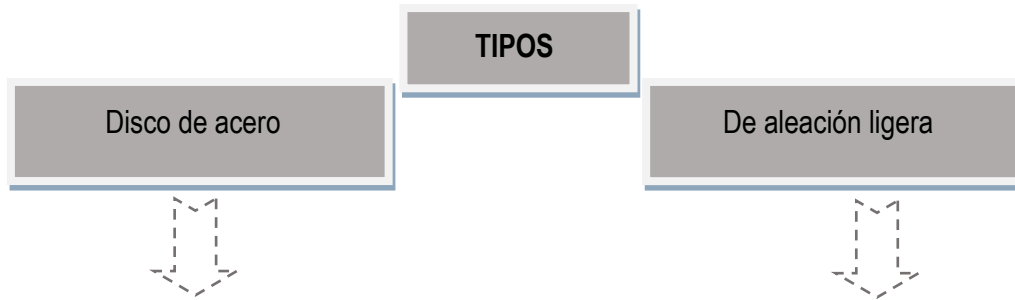 TIPOS
Disco de acero
De aleación ligera